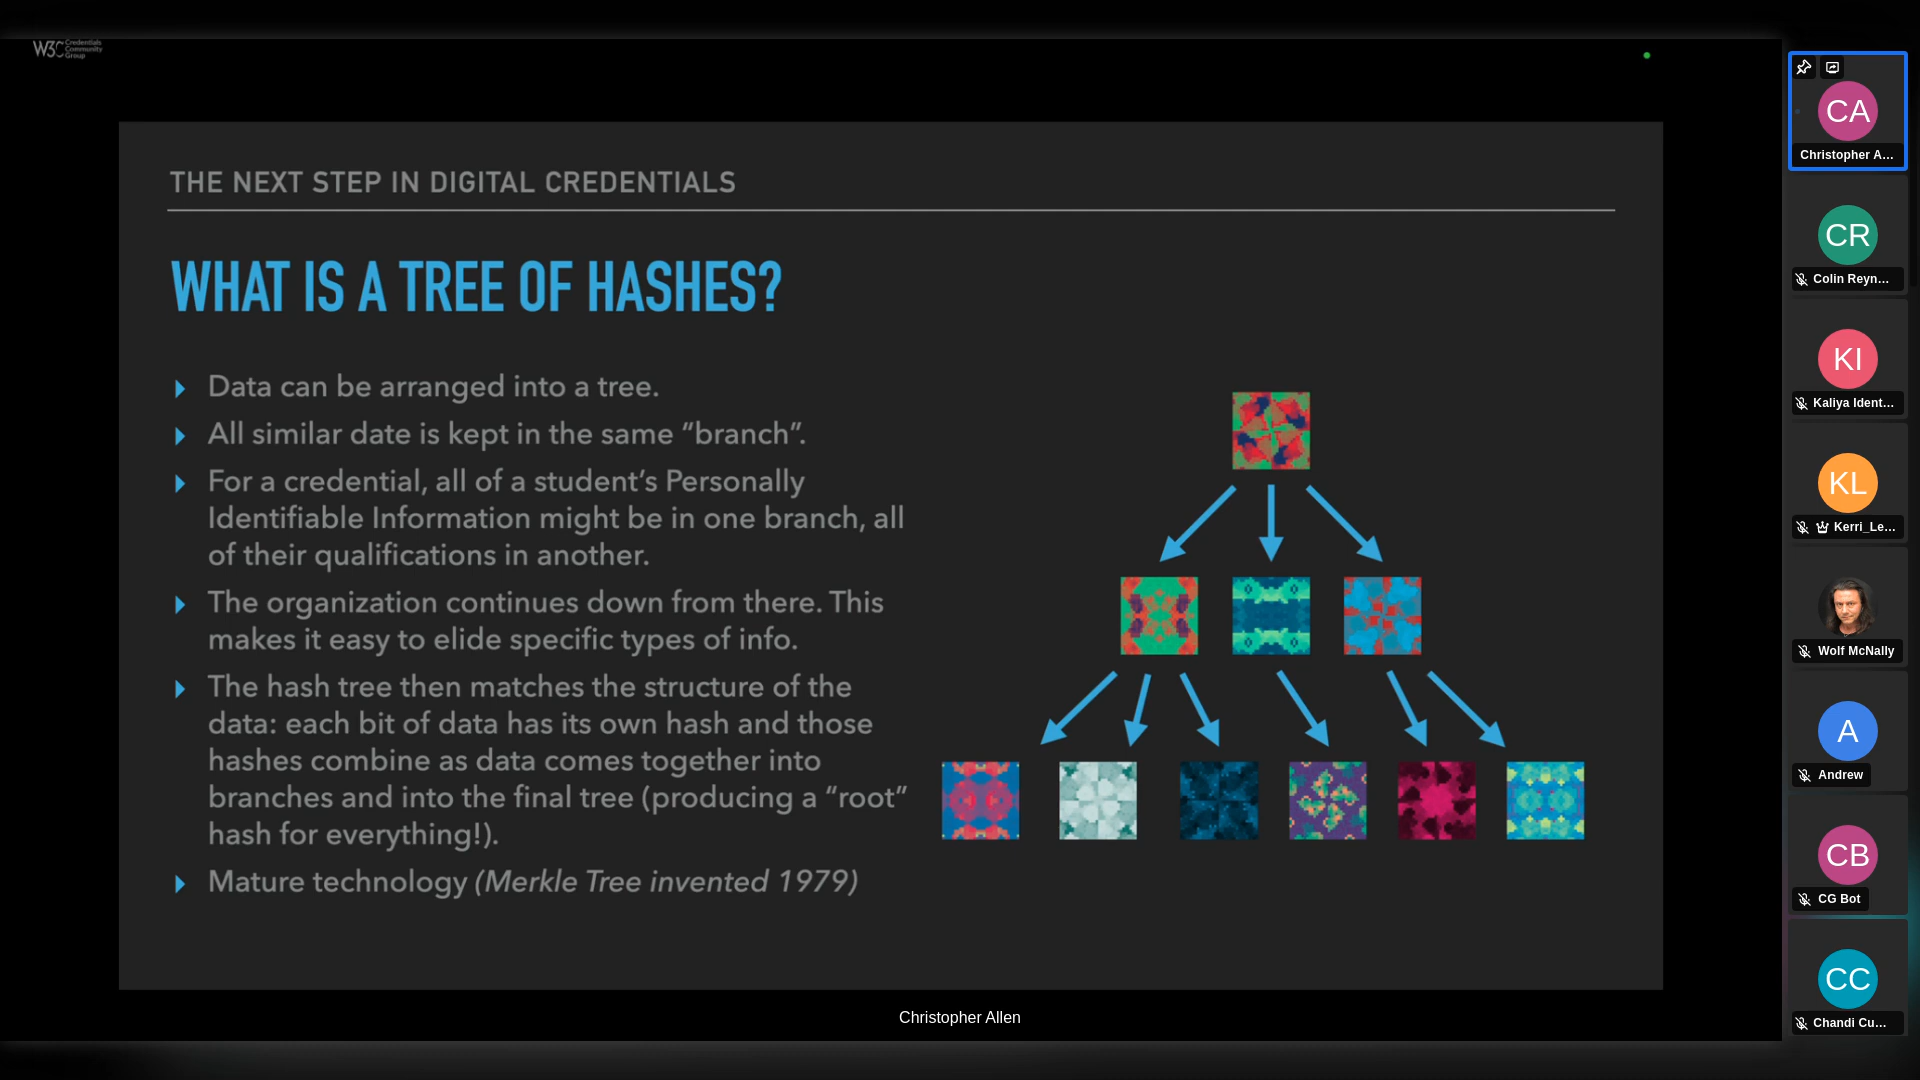 W3C Credentials
Community
Group
THE NEXT STEP IN DIGITAL CREDENTIALS
WHAT IS A TREE OF HASHES?
Data can be arranged into a tree.
All similar date is kept in the same “branch”.
For a credential, all of a student’s Personally
Identifiable Information might be in one branch, all
of their qualifications in another.
The organization continues down from there. This
makes it easy to elide specific types of info.
The hash tree then matches the structure of the
data: each bit of data has its own hash and those
hashes combine as data comes together into
branches and into the final tree (producing a “root”
hash for everything!).
Mature technology (Merkle Tree invented 1979)
Christopher Allen
CA
Christopher A...
CR
Colin Reyn...
KI
Kaliya Ident...
KL
Kerri_Le...
Wolf McNally
A
Andrew
CB
CG Bot
CC
Chandi Cu...